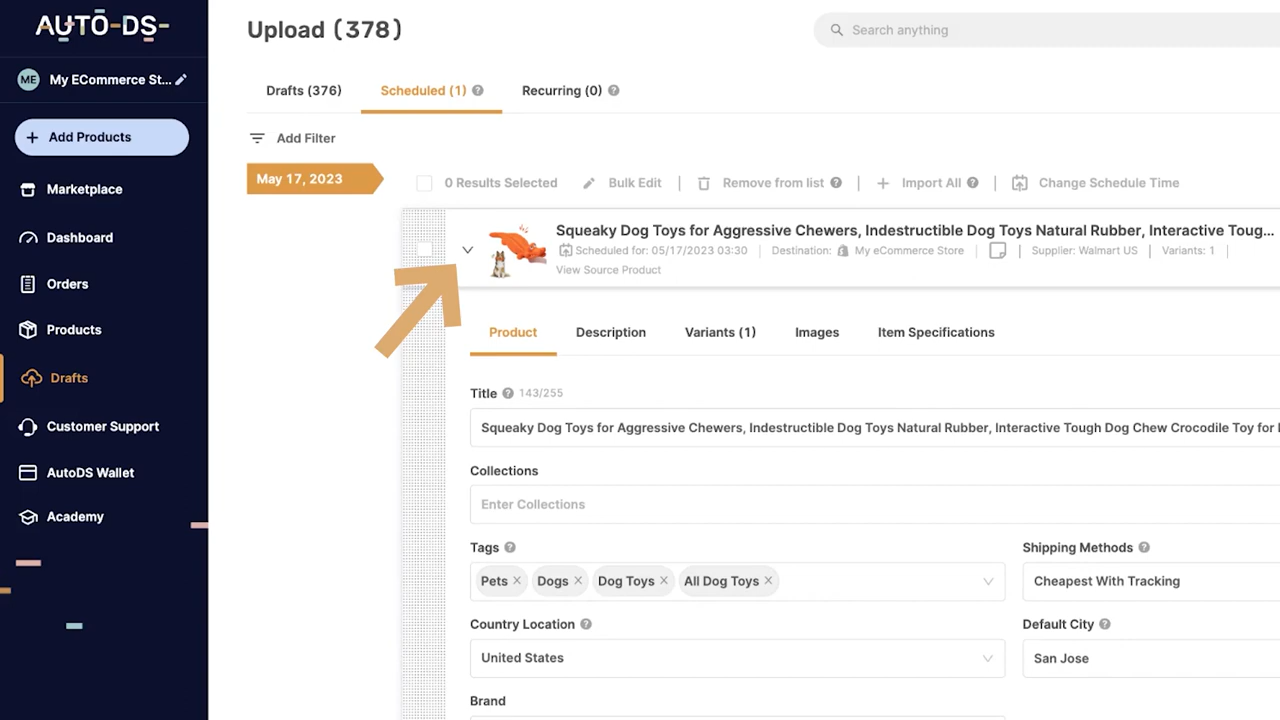 AUTO-DS-
Upload (378)
Search anything
ME My ECommerce St...
Drafts (376) Scheduled (1) ? Recurring (0) ?
+ Add Products
Add Filter
May 17, 2023
0 Results Selected Bulk Edit | Remove from list ? | + Import All ? | Change Schedule Time
Marketplace
Dashboard
Orders
Products
Drafts
Customer Support
AutoDS Wallet
Academy
Squeaky Dog Toys for Aggressive Chewers, Indestructible Dog Toys Natural Rubber, Interactive Toug...
Scheduled for: 05/17/2023 03:30 | Destination: My eCommerce Store | Supplier: Walmart US | Variants: 1 |
View Source Product
Product Description Variants (1) Images Item Specifications
Title ? 143/255
Squeaky Dog Toys for Aggressive Chewers, Indestructible Dog Toys Natural Rubber, Interactive Tough Dog Chew Crocodile Toy for
Collections
Enter Collections
Tags ? Shipping Methods ?
Pets × Dogs × Dog Toys × All Dog Toys × Cheapest With Tracking
Country Location ? Default City ?
United States San Jose
Brand